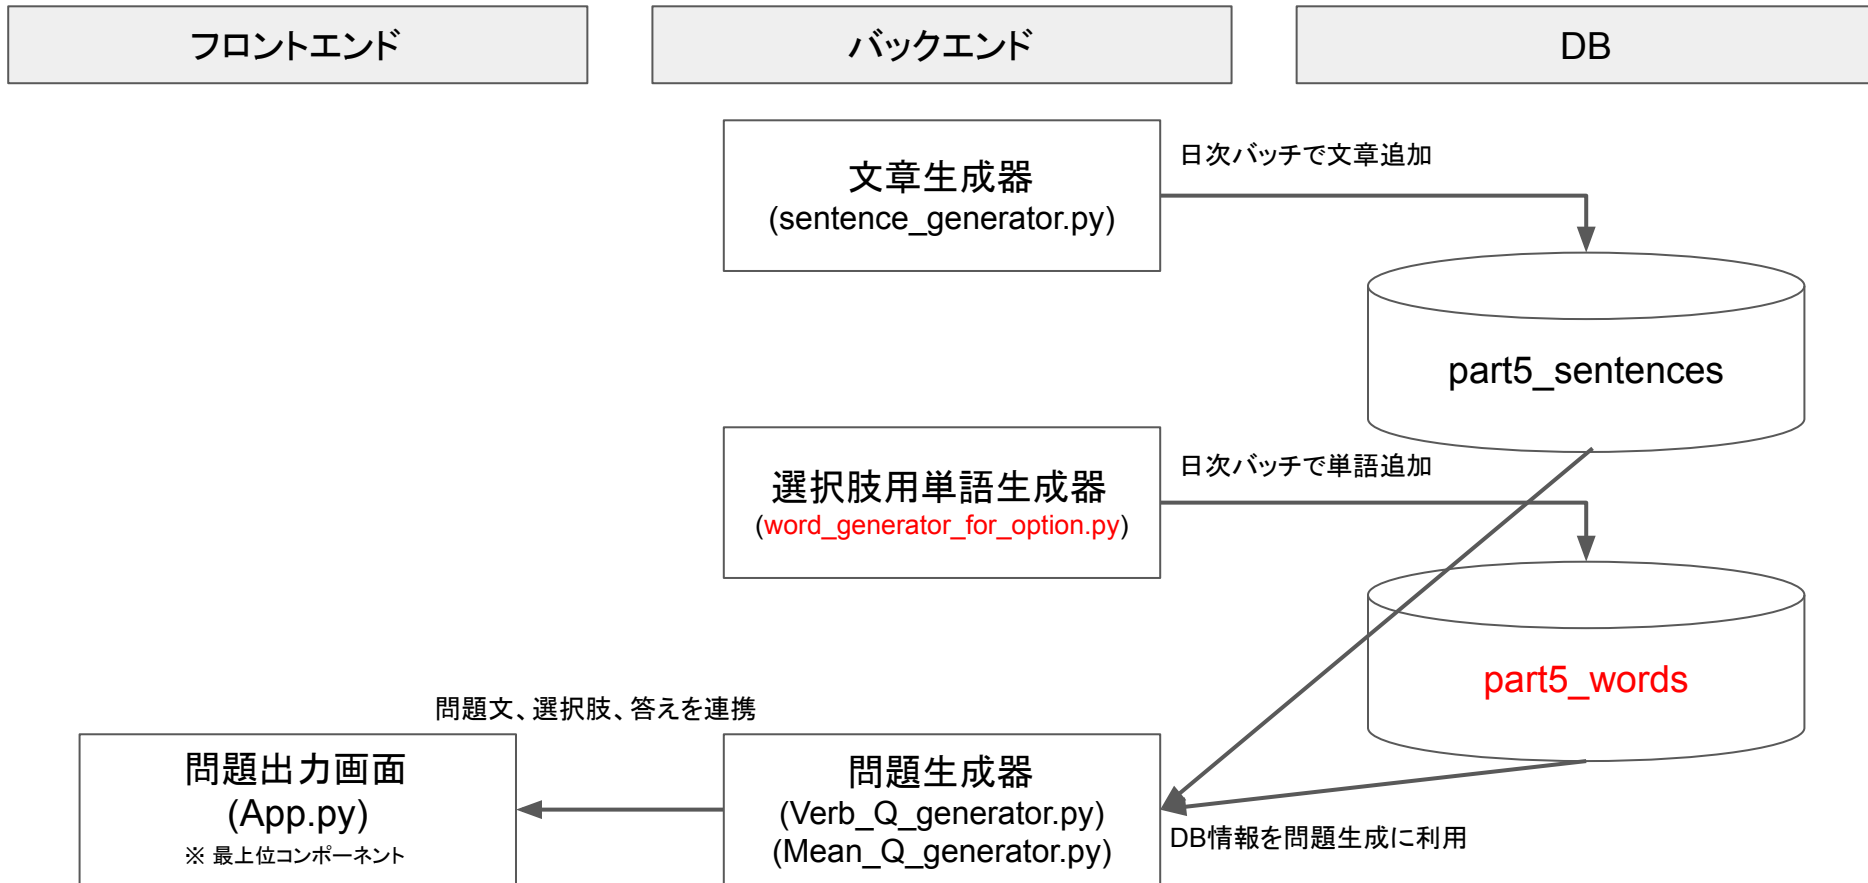 フロントエンド
バックエンド
DB
文章生成器
(sentence_generator.py)
日次バッチで文章追加
part5_sentences
選択肢用単語生成器
(word_generator_for_option.py)
日次バッチで単語追加
part5_words
問題文、選択肢、答えを連携
問題出力画面
(App.py)
※ 最上位コンポーネント
問題生成器
(Verb_Q_generator.py)
(Mean_Q_generator.py)
DB情報を問題生成に利用